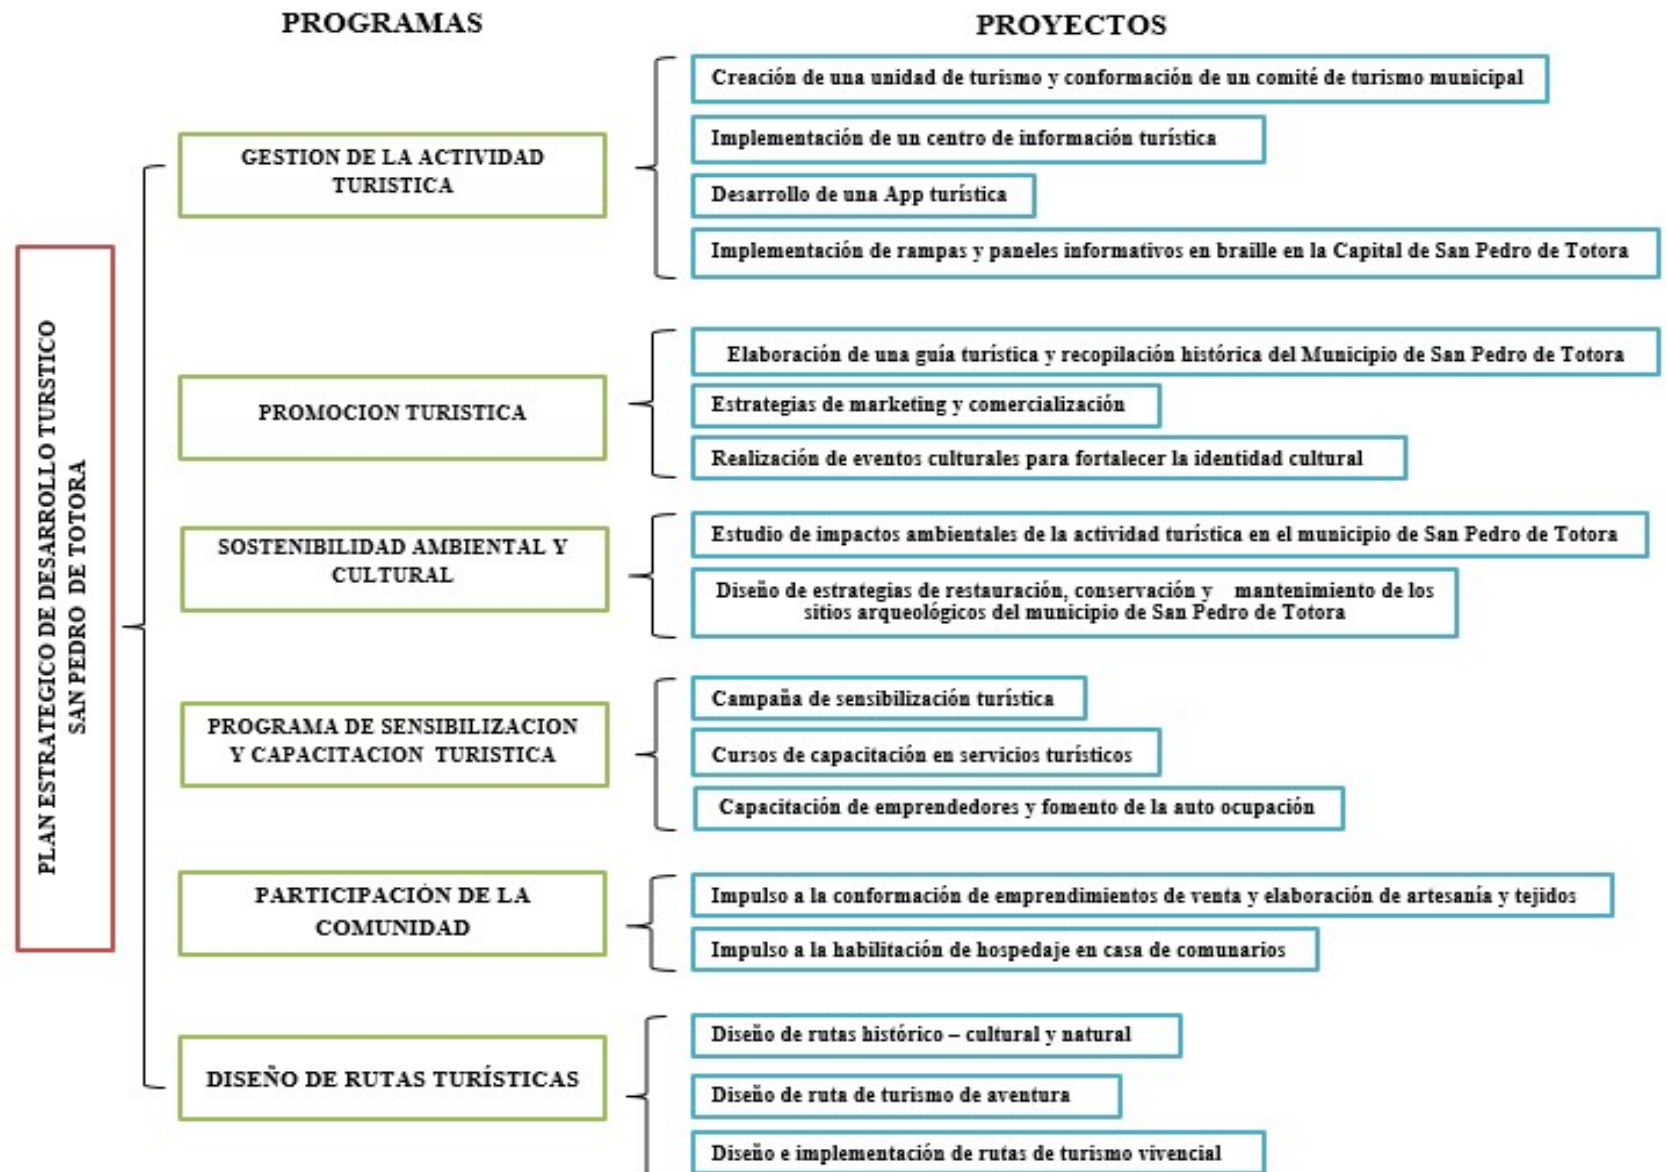 PROGRAMAS
PROYECTOS
PLAN ESTRATEGICO DE DESARROLLO TURSTICO
SAN PEDRO DE TOTORA
GESTION DE LA ACTIVIDAD
TURISTICA
Creación de una unidad de turismo y conformación de un comité de turismo municipal
Implementación de un centro de información turística
Desarrollo de una App turística
Implementación de rampas y paneles informativos en braille en la Capital de San Pedro de Totora
PROMOCION TURISTICA
Elaboración de una guía turística y recopilación histórica del Municipio de San Pedro de Totora
Estrategias de marketing y comercialización
Realización de eventos culturales para fortalecer la identidad cultural
SOSTENIBILIDAD AMBIENTAL Y
CULTURAL
Estudio de impactos ambientales de la actividad turística en el municipio de San Pedro de Totora
Diseño de estrategias de restauración, conservación y mantenimiento de los
sitios arqueológicos del municipio de San Pedro de Totora
PROGRAMA DE SENSIBILIZACION
Y CAPACITACION TURISTICA
Campaña de sensibilización turística
Cursos de capacitación en servicios turísticos
Capacitación de emprendedores y fomento de la auto ocupación
PARTICIPACIÓN DE LA
COMUNIDAD
Impulso a la conformación de emprendimientos de venta y elaboración de artesanía y tejidos
Impulso a la habilitación de hospedaje en casa de comunarios
DISEÑO DE RUTAS TURÍSTICAS
Diseño de rutas histórico – cultural y natural
Diseño de ruta de turismo de aventura
Diseño e implementación de rutas de turismo vivencial